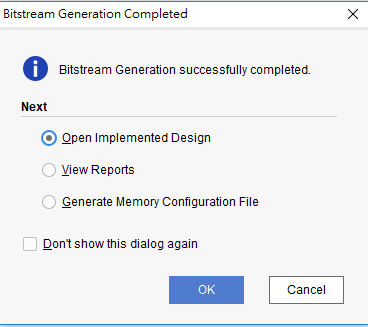 Bitstream Generation Completed
Bitstream Generation successfully completed.
Next
Open Implemented Design
View Reports
Generate Memory Configuration File
Don't show this dialog again
OK
Cancel